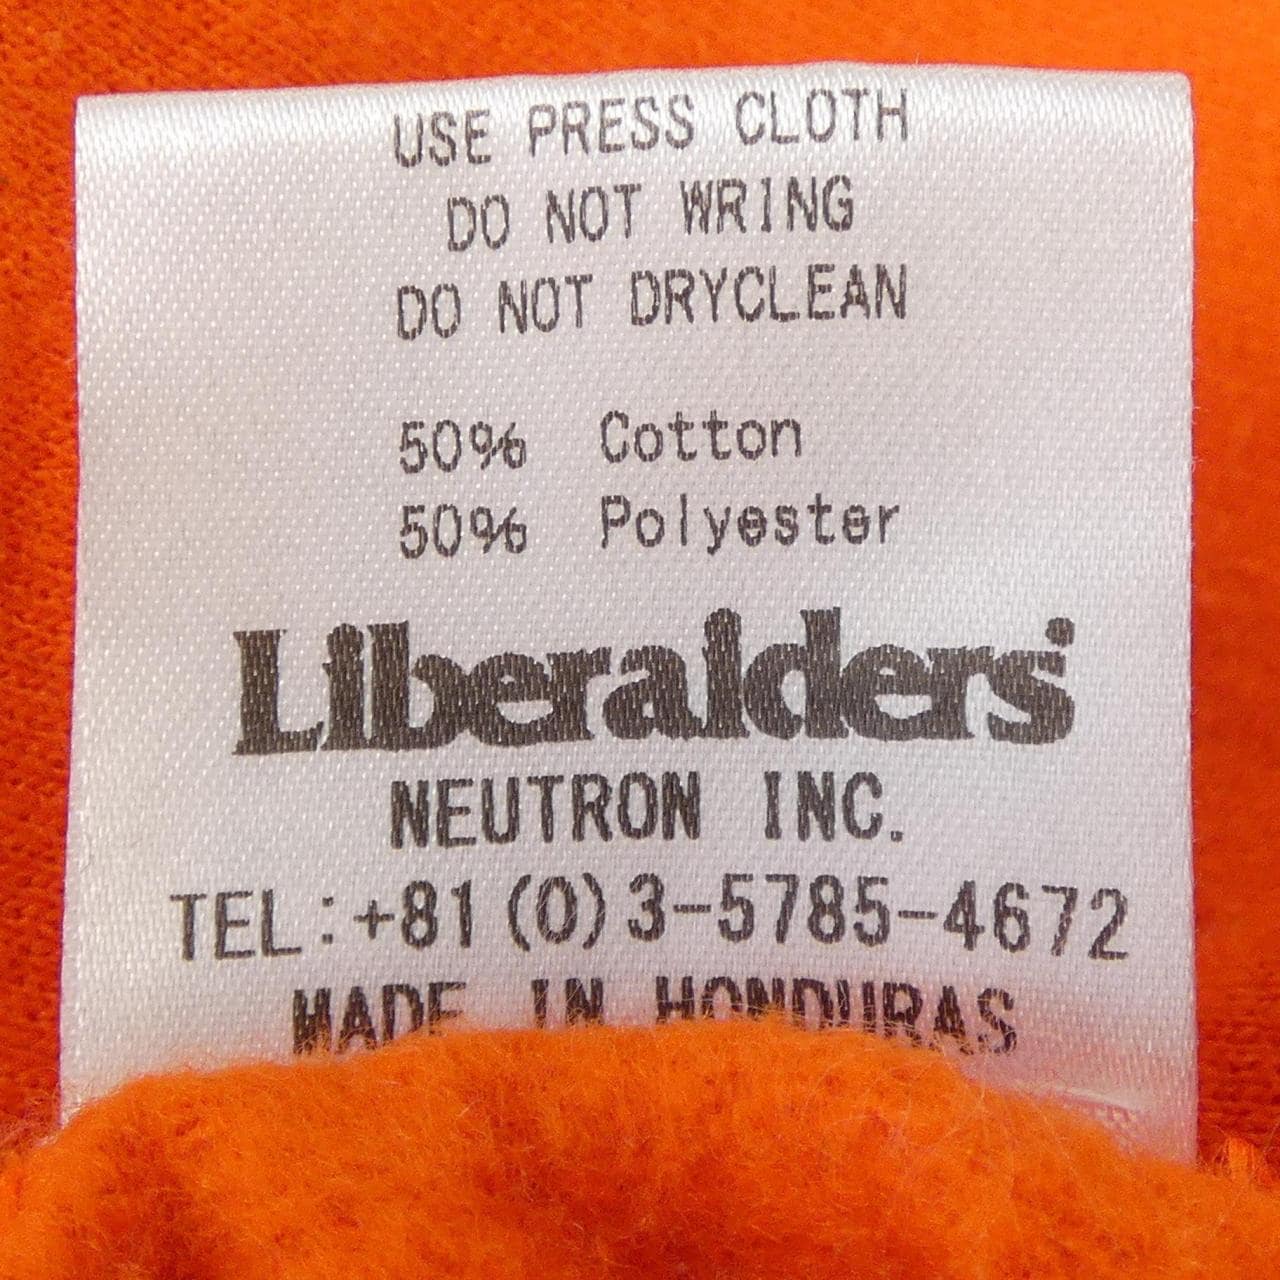 USE PRESS CLOTH
DO NOT WRING
DO NOT DRYCLEAN
50% Cotton
50% Polyester
Liberaiders
NEUTRON INC.
TEL:+81(0)3-5785-4672
MADE IN HONDURAS